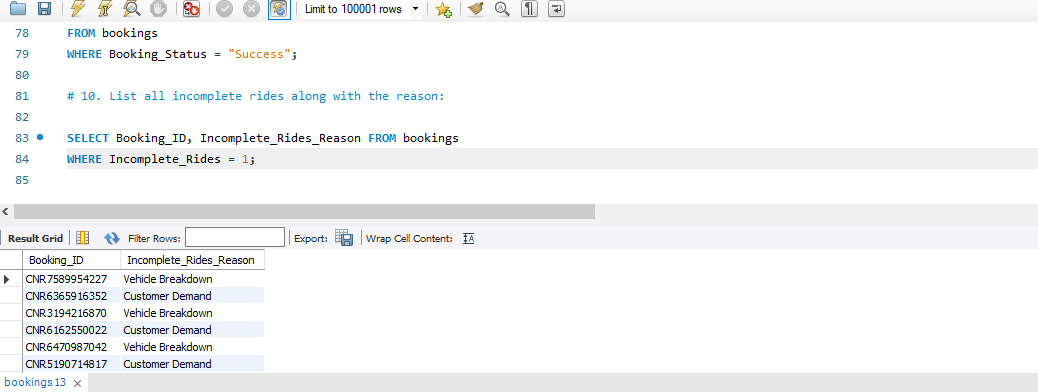 Limit to 100001 rows
78 FROM bookings
79 WHERE Booking_Status = "Success";
80
81 # 10. List all incomplete rides along with the reason:
82
83 SELECT Booking_ID, Incomplete_Rides_Reason FROM bookings
84 WHERE Incomplete_Rides = 1;
85
Result Grid Filter Rows: Export: Wrap Cell Content:
Booking_ID Incomplete_Rides_Reason
CNR7589954227 Vehicle Breakdown
CNR6365916352 Customer Demand
CNR3194216870 Vehicle Breakdown
CNR6162550022 Customer Demand
CNR6470987042 Vehicle Breakdown
CNR5190714817 Customer Demand
bookings 13